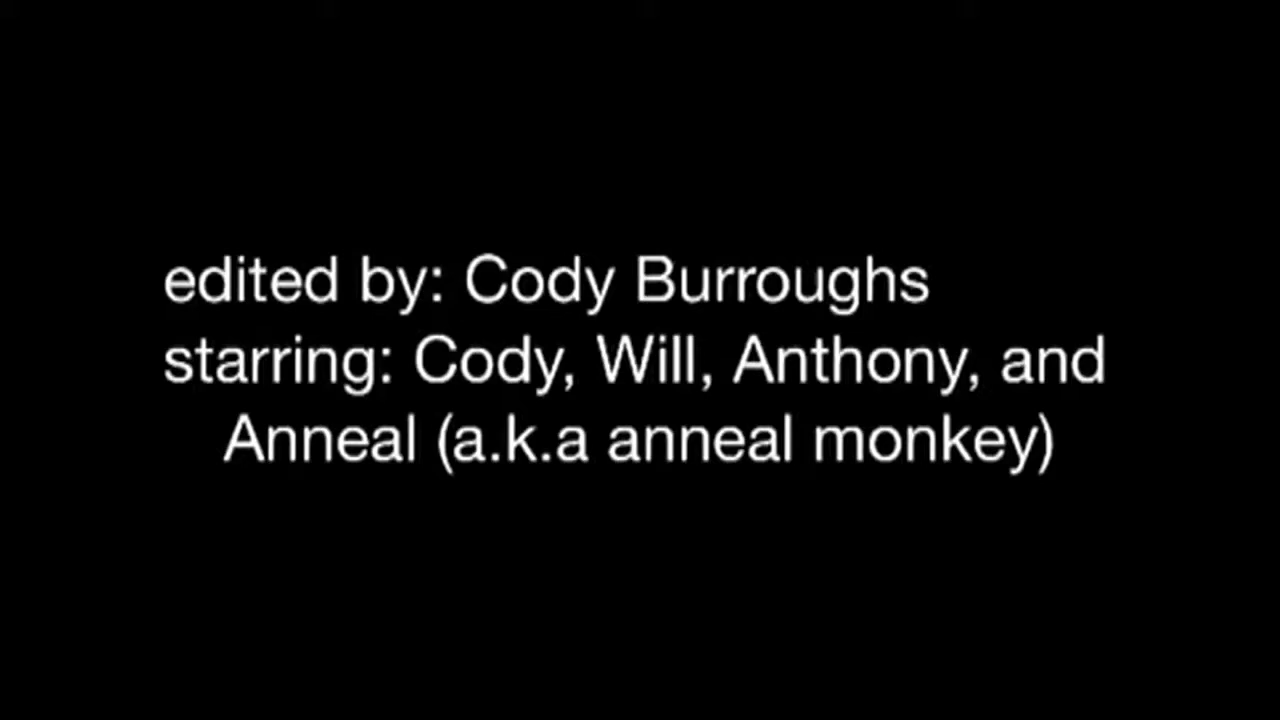 edited by: Cody Burroughs
starring: Cody, Will, Anthony, and
Anneal (a.k.a anneal monkey)